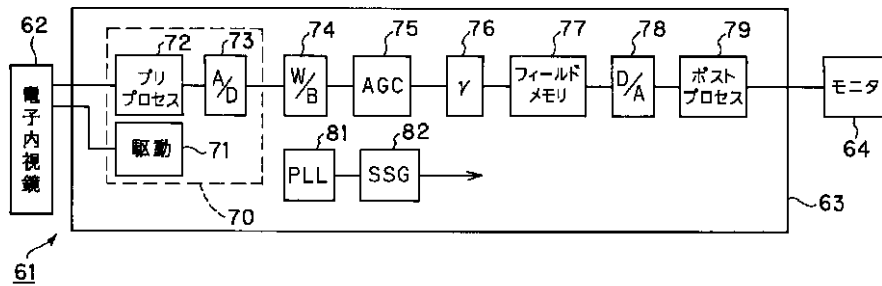 62
電子内視鏡
72
プリ
プロセス
73
A/D
74
W/B
75
AGC
76
γ
77
フィールド
メモリ
78
D/A
79
ポスト
プロセス
モニタ
64
駆動
71
70
81
PLL
82
SSG
63
61